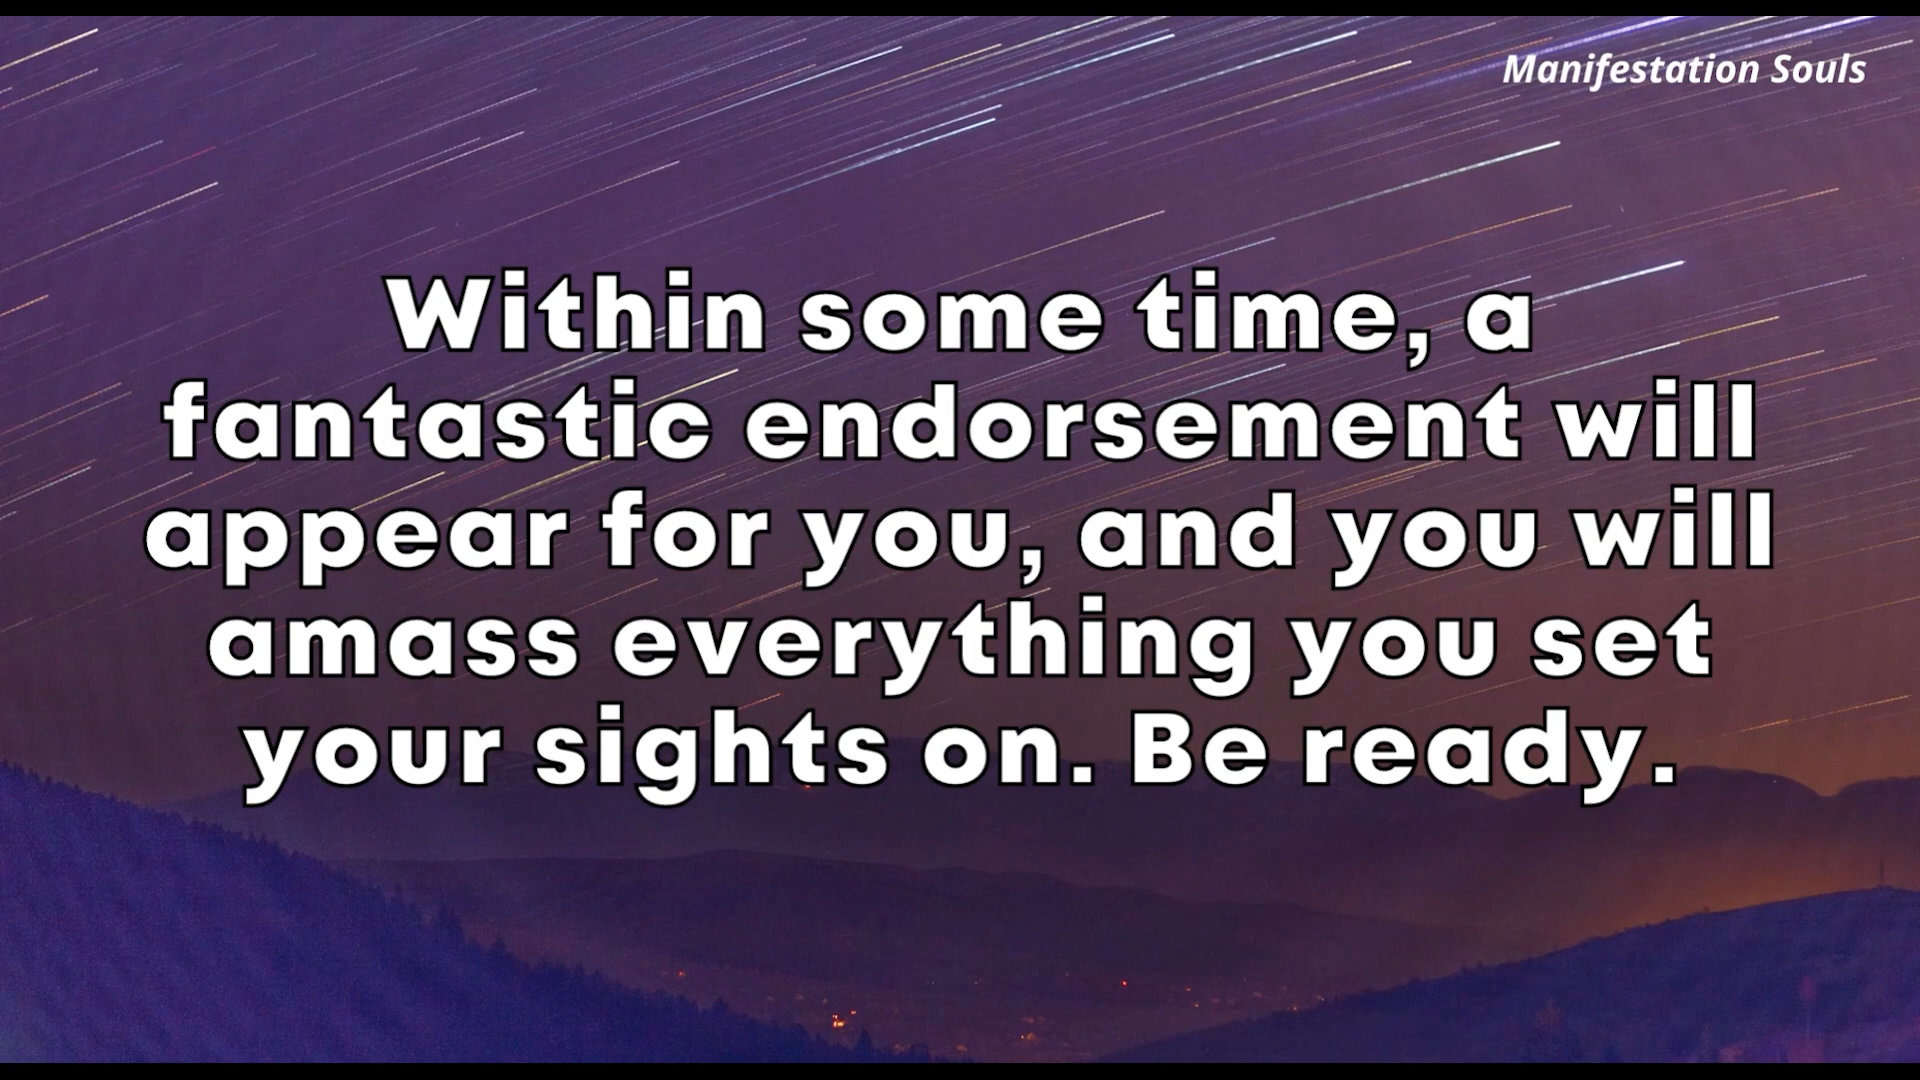 Manifestation Souls
Within some time, a
fantastic endorsement will
appear for you, and you will
amass everything you set
your sights on. Be ready.